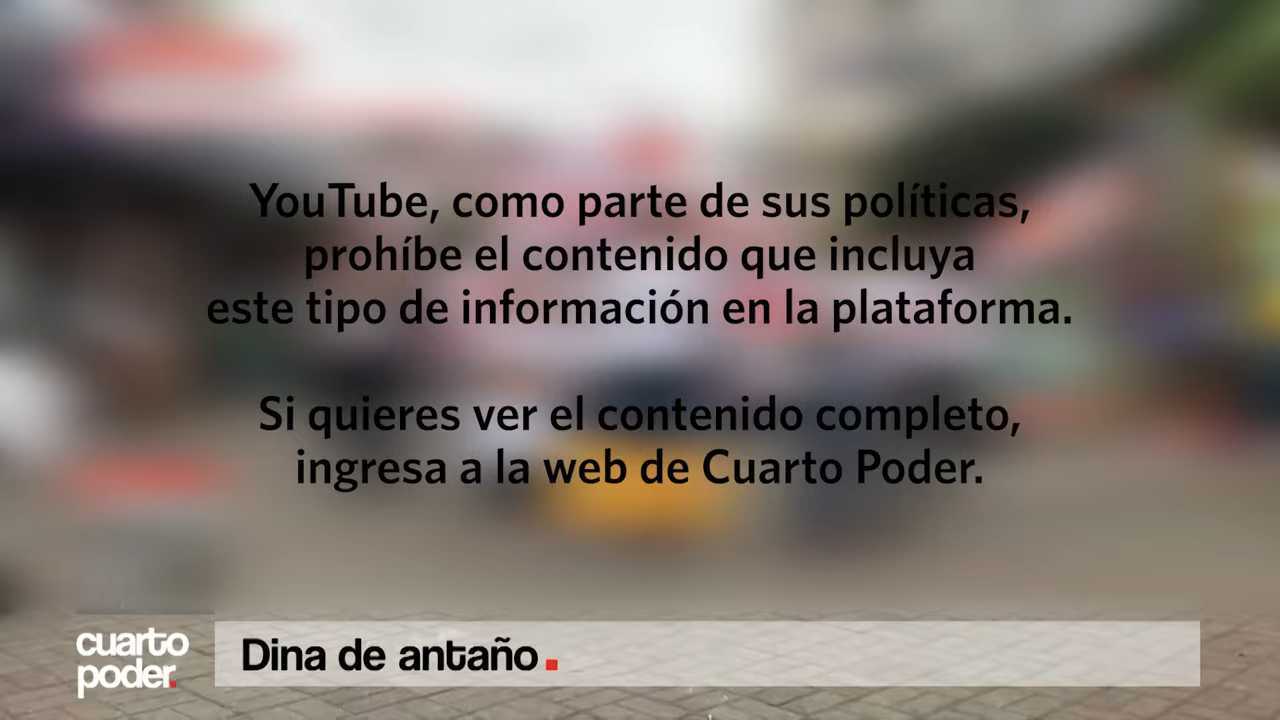 YouTube, como parte de sus políticas,
prohíbe el contenido que incluya
este tipo de información en la plataforma.
Si quieres ver el contenido completo,
ingresa a la web de Cuarto Poder.
cuarto
poder.
Dina de antaño.